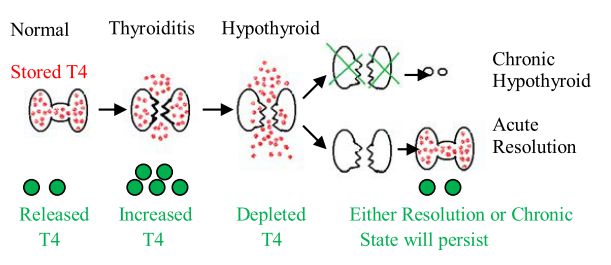 Normal
Thyroiditis
Hypothyroid
Stored T4
Chronic
Hypothyroid
Acute
Resolution
Released
T4
Increased
T4
Depleted
T4
Either Resolution or Chronic
State will persist